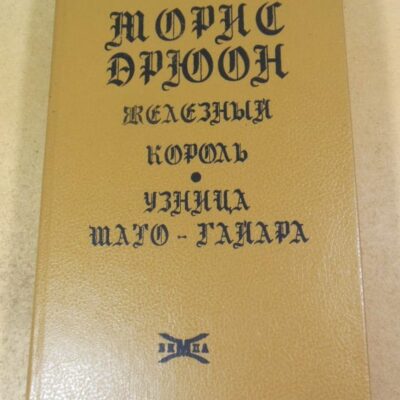 МОРИС
ДРЮОН
ЖЕЛЕЗНЫЙ
КОРОЛЬ
•
УЗНИЦА
ШАТО - ГАЙАРА